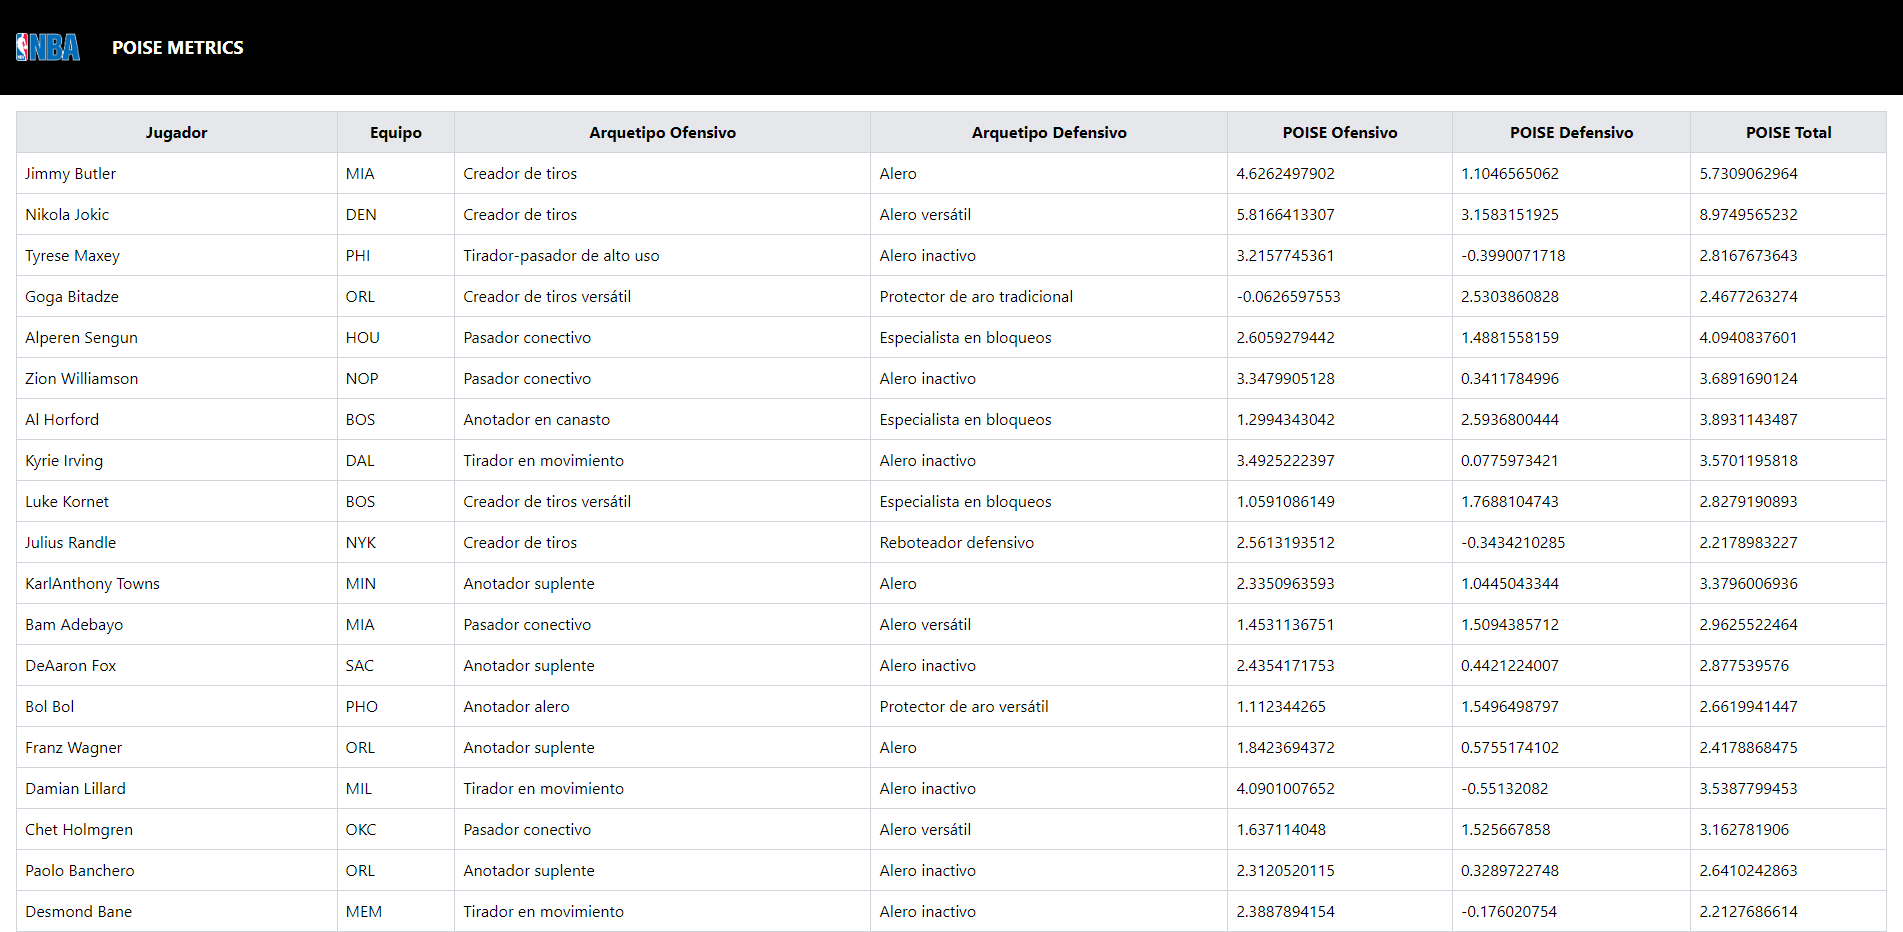 NBA POISE METRICS
Jugador Equipo Arquetipo Ofensivo Arquetipo Defensivo POISE Ofensivo POISE Defensivo POISE Total
Jimmy Butler MIA Creador de tiros Alero 4.6262497902 1.1046565062 5.7309062964
Nikola Jokic DEN Creador de tiros Alero versátil 5.8166413307 3.1583151925 8.9749565232
Tyrese Maxey PHI Tirador-pasador de alto uso Alero inactivo 3.2157745361 -0.3990071718 2.8167673643
Goga Bitadze ORL Creador de tiros versátil Protector de aro tradicional -0.0626597553 2.5303860828 2.4677263274
Alperen Sengun HOU Pasador conectivo Especialista en bloqueos 2.6059279442 1.4881558159 4.0940837601
Zion Williamson NOP Pasador conectivo Alero inactivo 3.3479905128 0.3411784996 3.6891690124
Al Horford BOS Anotador en canasto Especialista en bloqueos 1.2994343042 2.5936800444 3.8931143487
Kyrie Irving DAL Tirador en movimiento Alero inactivo 3.4925222397 0.0775973421 3.5701195818
Luke Kornet BOS Creador de tiros versátil Especialista en bloqueos 1.0591086149 1.7688104743 2.8279190893
Julius Randle NYK Creador de tiros Reboteador defensivo 2.5613193512 -0.3434210285 2.2178983227
KarlAnthony Towns MIN Anotador suplente Alero 2.3350963593 1.0445043344 3.3796006936
Bam Adebayo MIA Pasador conectivo Alero versátil 1.4531136751 1.5094385712 2.9625522464
DeAaron Fox SAC Anotador suplente Alero inactivo 2.4354171753 0.4421224007 2.877539576
Bol Bol PHO Anotador alero Protector de aro versátil 1.112344265 1.5496498797 2.6619941447
Franz Wagner ORL Anotador suplente Alero 1.8423694372 0.5755174102 2.4178868475
Damian Lillard MIL Tirador en movimiento Alero inactivo 4.0901007652 -0.55132082 3.5387799453
Chet Holmgren OKC Pasador conectivo Alero versátil 1.637114048 1.525667858 3.162781906
Paolo Banchero ORL Anotador suplente Alero inactivo 2.3120520115 0.3289722748 2.6410242863
Desmond Bane MEM Tirador en movimiento Alero inactivo 2.3887894154 -0.176020754 2.2127686614